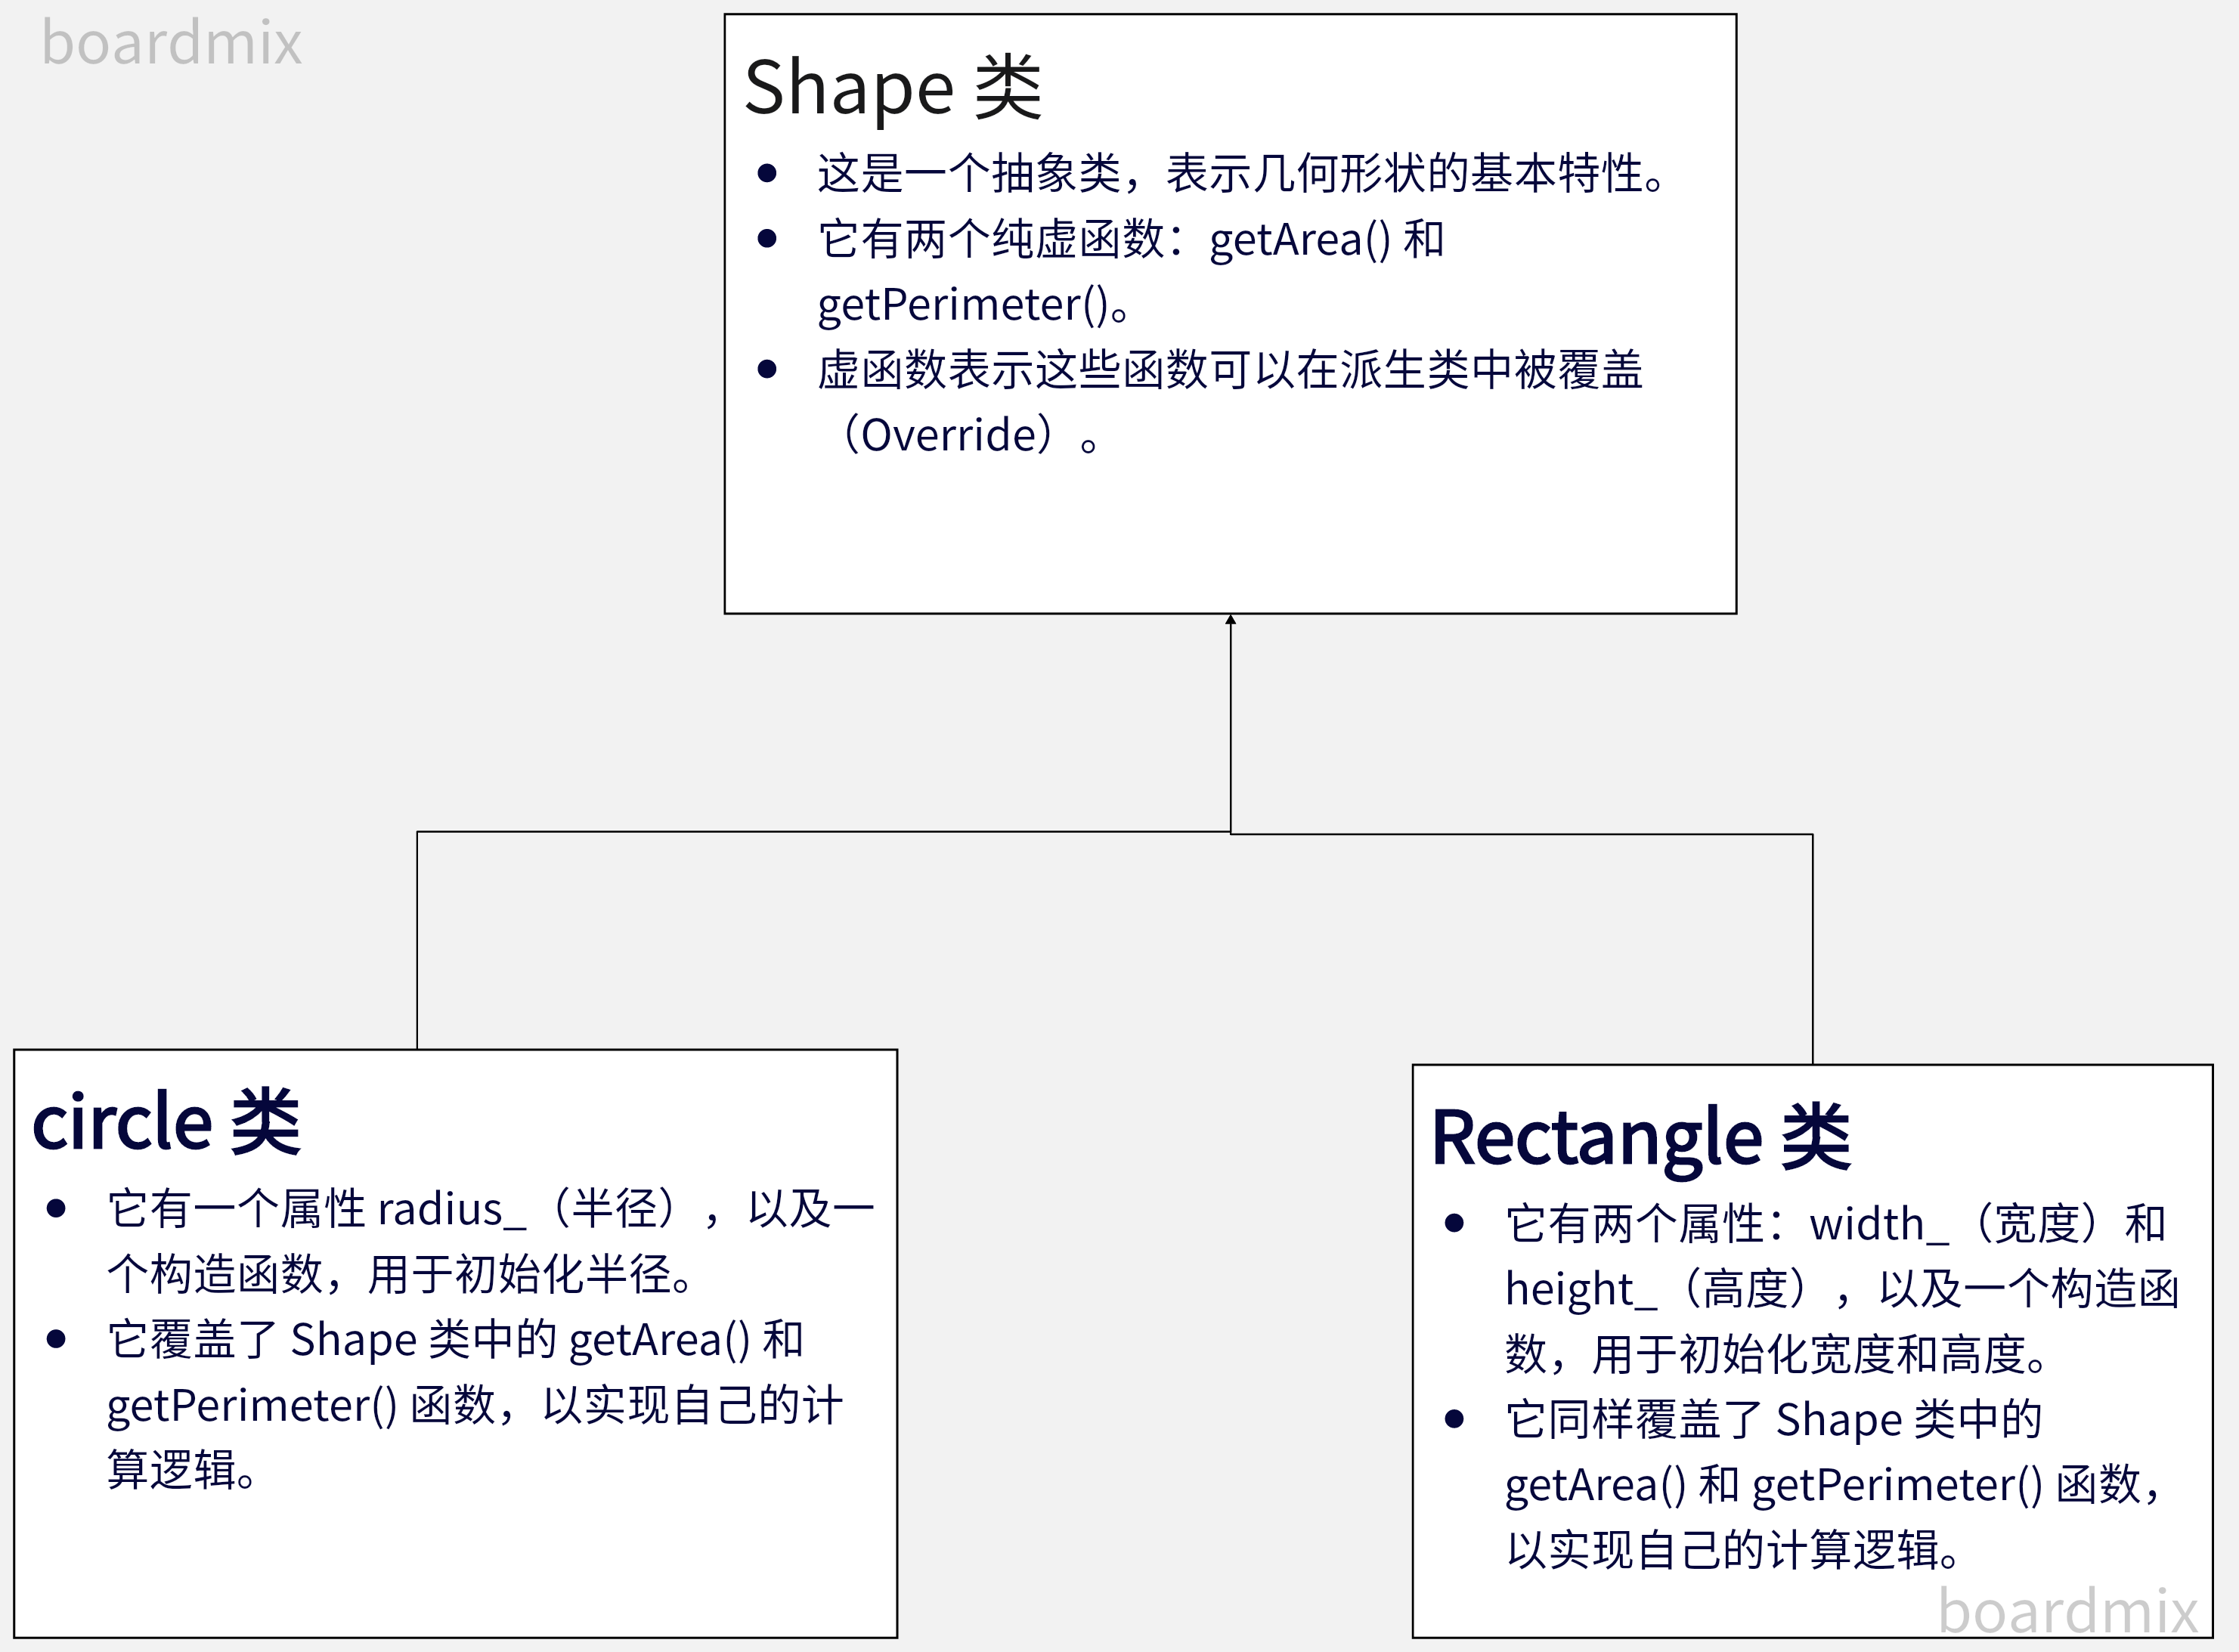 boardmix
Shape 类
● 这是一个抽象类，表示几何形状的基本特性。
● 它有两个纯虚函数：getArea() 和
getPerimeter()。
● 虚函数表示这些函数可以在派生类中被覆盖
（Override）。
circle 类
● 它有一个属性 radius_（半径），以及一
个构造函数，用于初始化半径。
● 它覆盖了 Shape 类中的 getArea() 和
getPerimeter() 函数，以实现自己的计
算逻辑。
Rectangle 类
● 它有两个属性：width_（宽度）和
height_（高度），以及一个构造函
数，用于初始化宽度和高度。
● 它同样覆盖了 Shape 类中的
getArea() 和 getPerimeter() 函数，
以实现自己的计算逻辑。
boardmix